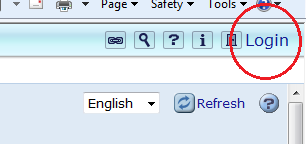 Page Safety Tools
? i Login
English Refresh ?